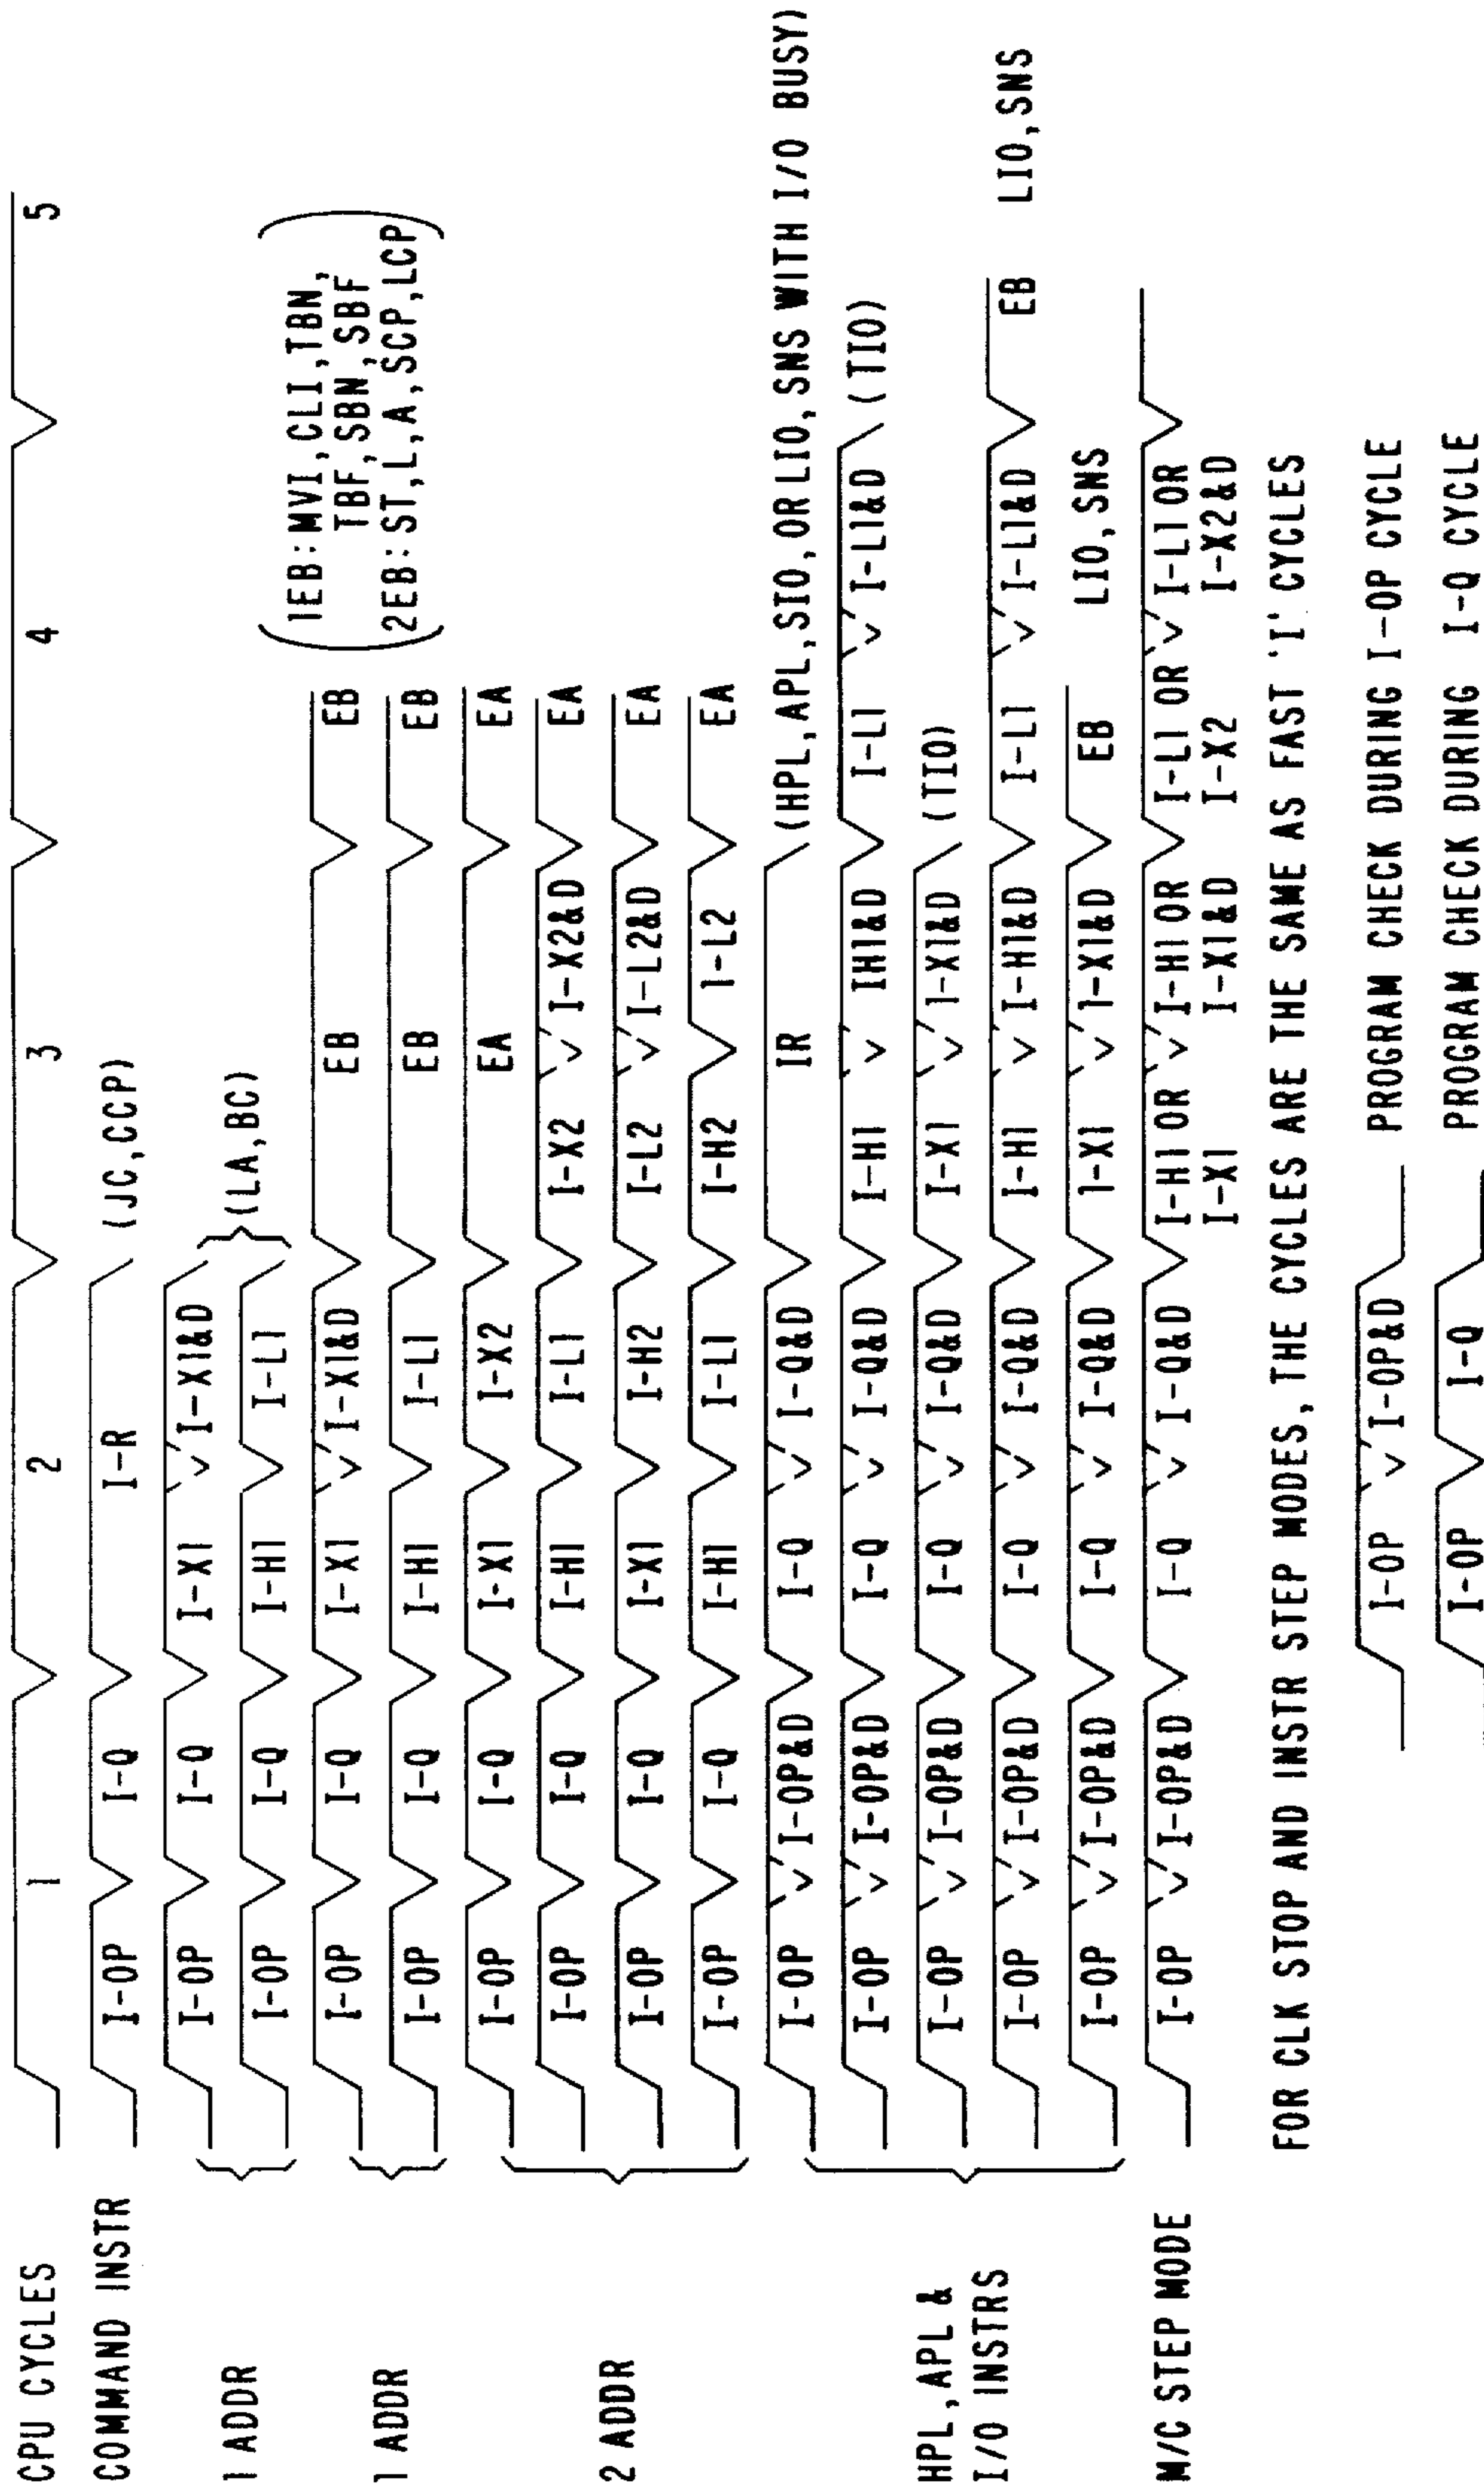 CPU CYCLES 1 2 3 4 5
COMMAND INSTR I-OP I-Q I-R (JC,CCP)
1 ADDR
I-OP I-Q I-X1 I-X1&D
I-OP I-Q I-H1 I-L1
(LA,BC)
1 ADDR
I-OP I-Q I-X1 I-X1&D EB EB
I-OP I-Q I-H1 I-L1 EB EB
(1EB:MVI,CLI,TBN,
TBF,SBN,SBF
2EB:ST,L,A,SCP,LCP)
2 ADDR
I-OP I-Q I-X1 I-X2 EA EA
I-OP I-Q I-H1 I-L1 I-X2 I-X2&D EA
I-OP I-Q I-X1 I-H2 I-L2 I-L2&D EA
I-OP I-Q I-H1 I-L1 I-H2 I-L2 EA
HPL,APL &
I/O INSTRS
I-OP I-OP&D I-Q I-Q&D IR (HPL,APL,SIO,OR LIO,SNS WITH I/O BUSY)
I-OP I-OP&D I-Q I-Q&D I-H1 IH1&D I-L1 I-L1&D (TIO)
I-OP I-OP&D I-Q I-Q&D I-X1 I-X1&D (TIO)
I-OP I-OP&D I-Q I-Q&D I-H1 I-H1&D I-L1 I-L1&D EB LIO,SNS
I-OP I-OP&D I-Q I-Q&D I-X1 I-X1&D EB LIO,SNS
M/C STEP MODE I-OP I-OP&D I-Q I-Q&D I-H1 OR I-H1 OR I-L1 OR I-L1 OR
I-X1 I-X1&D I-X2 I-X2&D
FOR CLK STOP AND INSTR STEP MODES, THE CYCLES ARE THE SAME AS FAST 'I' CYCLES
I-OP I-OP&D PROGRAM CHECK DURING I-OP CYCLE
I-OP I-Q PROGRAM CHECK DURING I-Q CYCLE